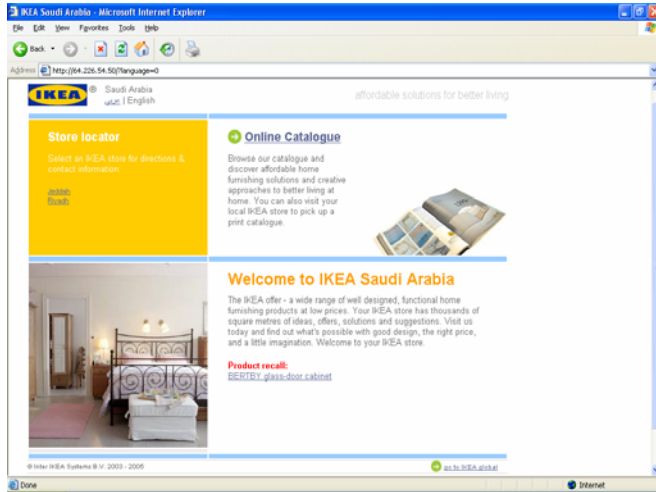 IKEA Saudi Arabia - Microsoft Internet Explorer
File Edit View Favorites Tools Help
Back
Address http://64.226.54.50/?language=0
IKEA ® Saudi Arabia
عربي | English
affordable solutions for better living
Store locator
Select an IKEA store for directions &
contact information:
Jeddah
Riyadh
Online Catalogue
Browse our catalogue and
discover affordable home
furnishing solutions and creative
approaches to better living at
home. You can also visit your
local IKEA store to pick up a
print catalogue.
Welcome to IKEA Saudi Arabia
The IKEA offer - a wide range of well designed, functional home
furnishing products at low prices. Your IKEA store has thousands of
square metres of ideas, offers, solutions and suggestions. Visit us
today and find out what's possible with good design, the right price,
and a little imagination. Welcome to your IKEA store.
Product recall:
BERTBY glass-door cabinet
© Inter IKEA Systems B.V. 2003 - 2005
go to IKEA global
Done
Internet